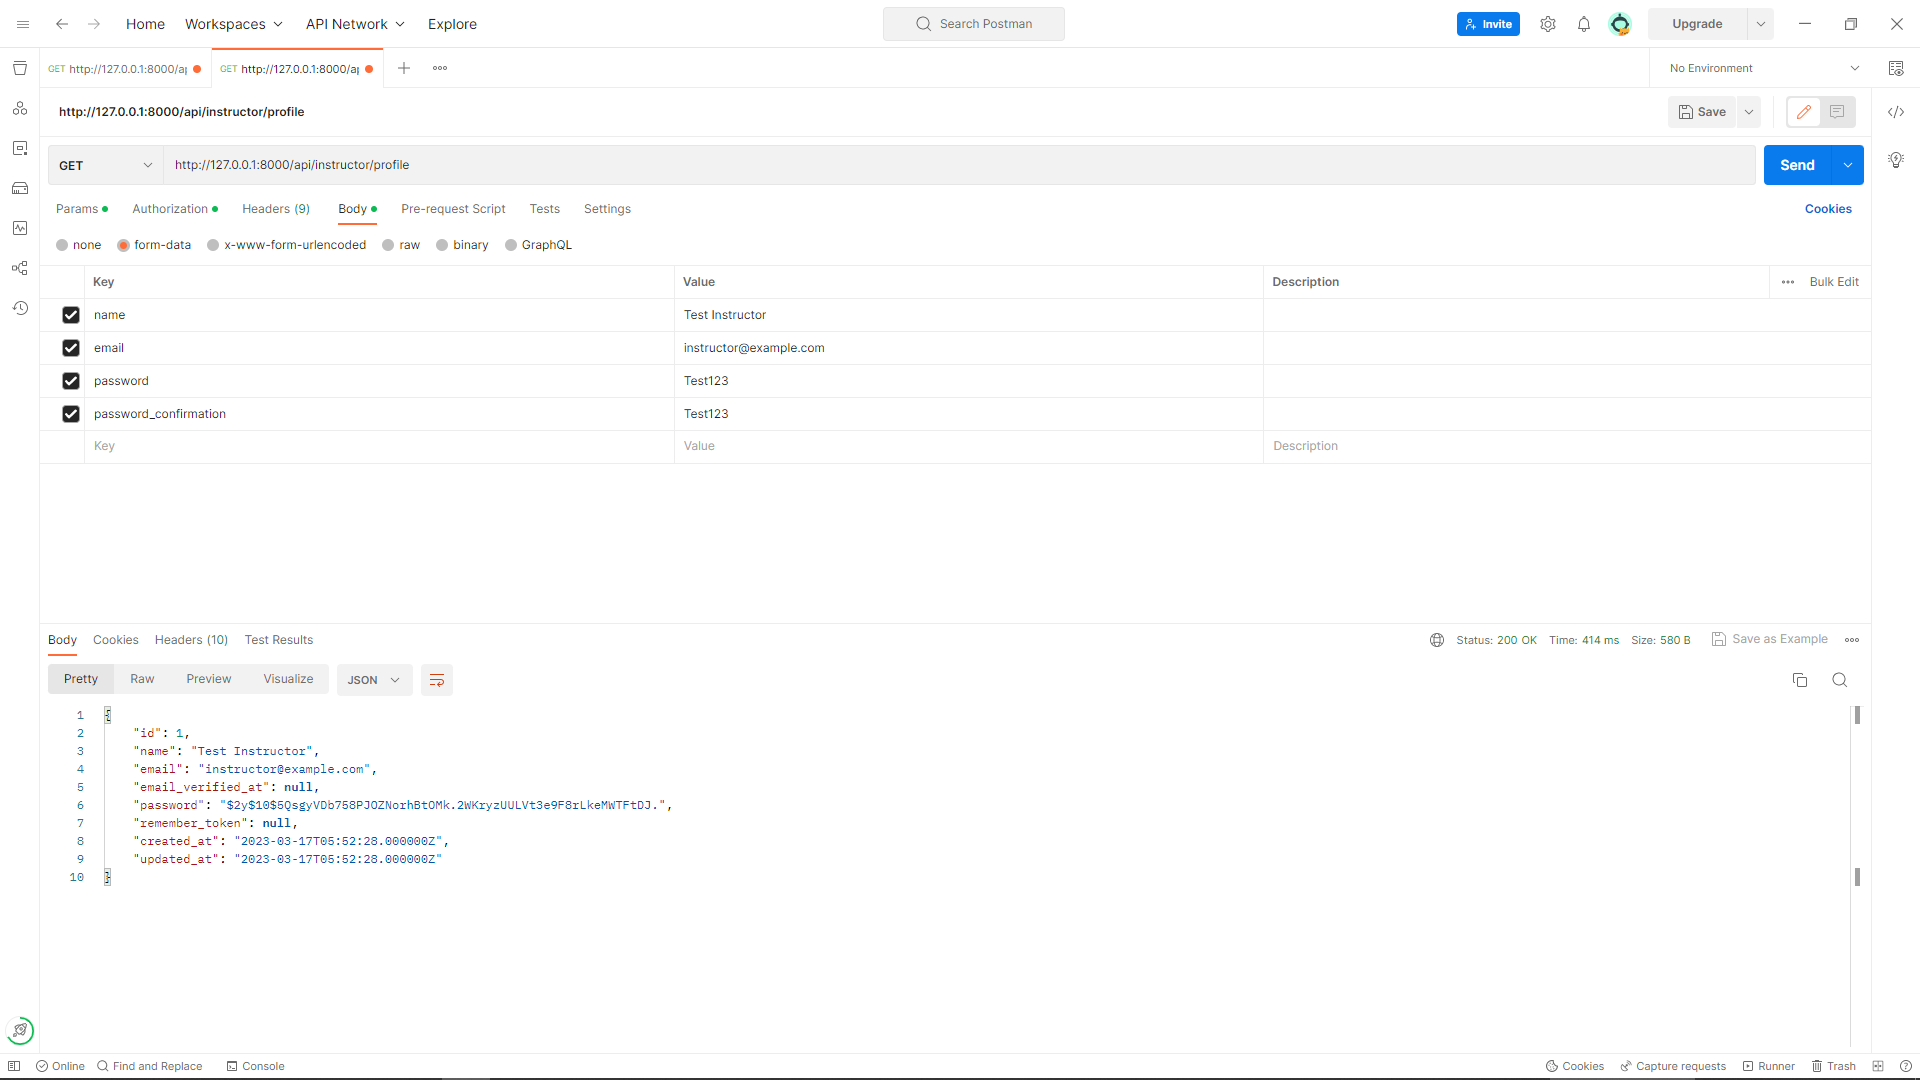 Home Workspaces API Network Explore Search Postman Invite Upgrade
GET http://127.0.0.1:8000/ap GET http://127.0.0.1:8000/ap No Environment
http://127.0.0.1:8000/api/instructor/profile Save
GET http://127.0.0.1:8000/api/instructor/profile Send
Params Authorization Headers (9) Body Pre-request Script Tests Settings Cookies
none form-data x-www-form-urlencoded raw binary GraphQL
Key Value Description Bulk Edit
name Test Instructor
email instructor@example.com
password Test123
password_confirmation Test123
Key Value Description
Body Cookies Headers (10) Test Results Status: 200 OK Time: 414 ms Size: 580 B Save as Example
Pretty Raw Preview Visualize JSON
1 {
2 "id": 1,
3 "name": "Test Instructor",
4 "email": "instructor@example.com",
5 "email_verified_at": null,
6 "password": "$2y$10$5QsgyVDb758PJOZNorhBtOMk.2WKryzUULVt3e9F8rLkeMWTFtDJ.",
7 "remember_token": null,
8 "created_at": "2023-03-17T05:52:28.000000Z",
9 "updated_at": "2023-03-17T05:52:28.000000Z"
10 }
Online Find and Replace Console Cookies Capture requests Runner Trash